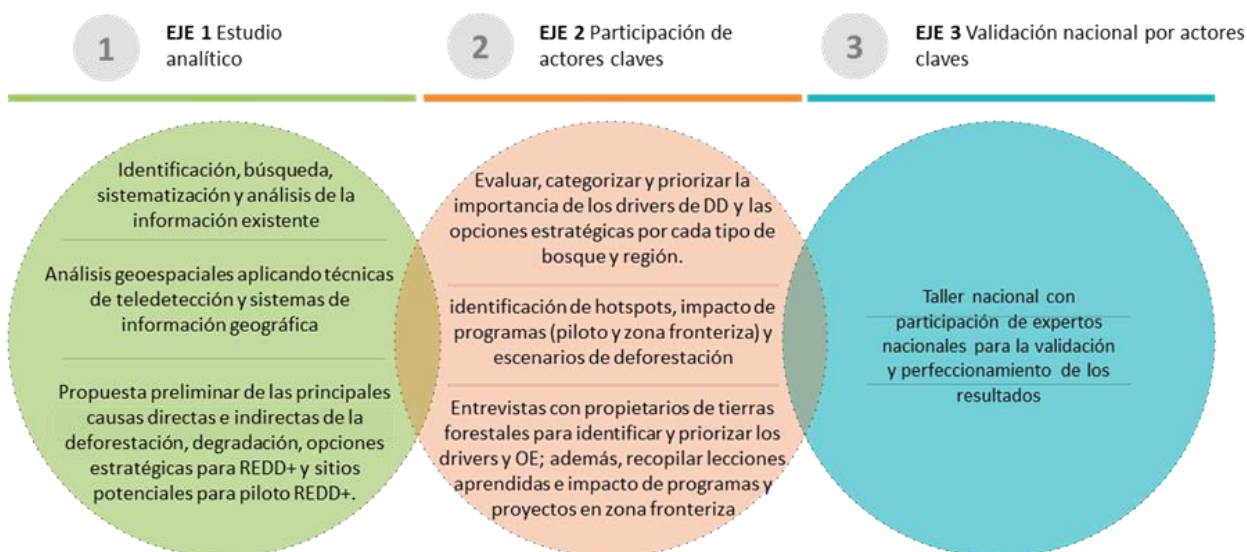 1
EJE 1 Estudio
analítico
2
EJE 2 Participación de
actores claves
3
EJE 3 Validación nacional por actores
claves
Identificación, búsqueda,
sistematización y análisis de la
información existente
Análisis geoespaciales aplicando técnicas
de teledetección y sistemas de
información geográfica
Propuesta preliminar de las principales
causas directas e indirectas de la
deforestación, degradación, opciones
estratégicas para REDD+ y sitios
potenciales para piloto REDD+.
Evaluar, categorizar y priorizar la
importancia de los drivers de DD y las
opciones estratégicas por cada tipo de
bosque y región.
identificación de hotspots, impacto de
programas (piloto y zona fronteriza) y
escenarios de deforestación
Entrevistas con propietarios de tierras
forestales para identificar y priorizar los
drivers y OE; además, recopilar lecciones
aprendidas e impacto de programas y
proyectos en zona fronteriza
Taller nacional con
participación de expertos
nacionales para la validación
y perfeccionamiento de los
resultados